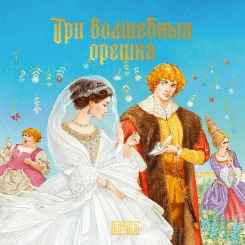 Три волшебных
орешка